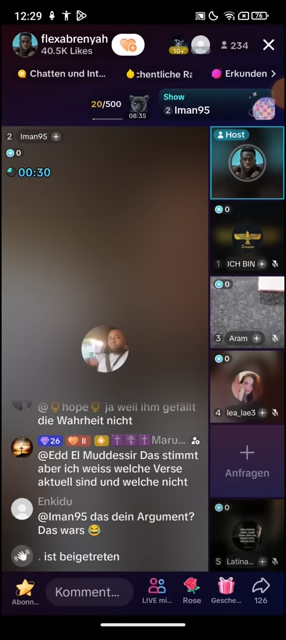 12:29
76
flexabrenyah
40.5K Likes
234
Chatten und Int...
Erkunden
20/500
08:35
Show
2 Iman95
2 Iman95
0
00:30
Host
0
1 ICH BIN
0
3 Aram
0
4 lea_lae3
Anfragen
0
5 Latina...
@ hope ja weil ihm gefällt
die Wahrheit nicht
26 II Maru...
@Edd El Muddessir Das stimmt
aber ich weiss welche Verse
aktuell sind und welche nicht
Enkidu
@Iman95 das dein Argument?
Das wars
. ist beigetreten
Abonn...
Komment...
LIVE mi...
Rose
Gesche...
126